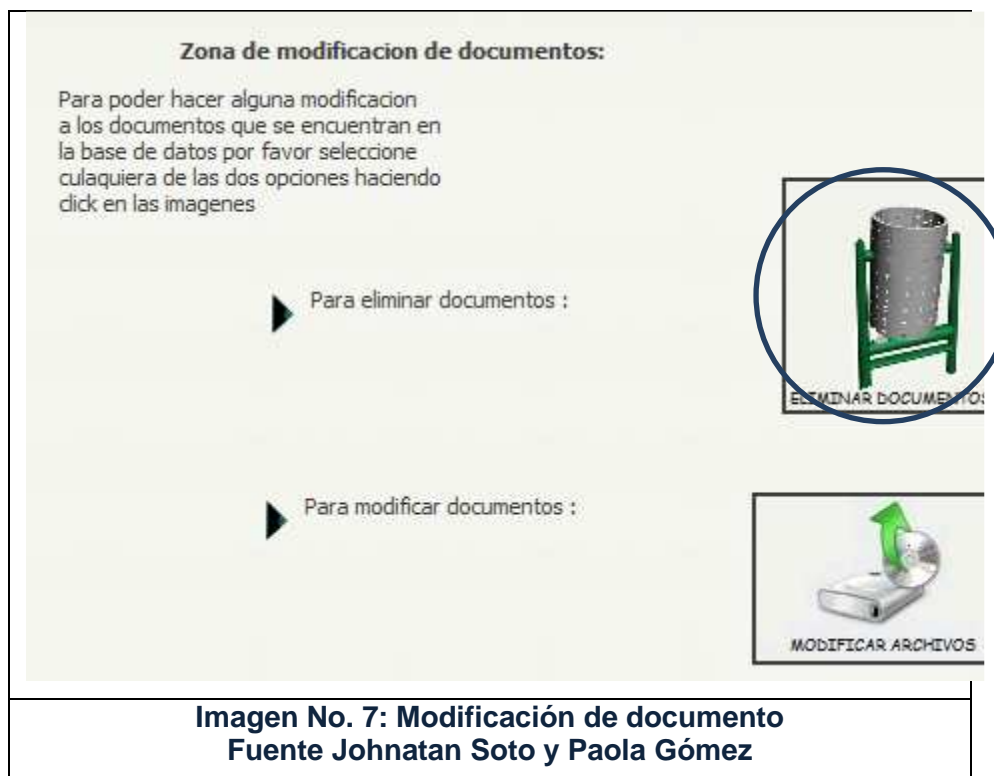 Zona de modificacion de documentos:
Para poder hacer alguna modificacion
a los documentos que se encuentran en
la base de datos por favor seleccione
culaquiera de las dos opciones haciendo
click en las imagenes
Para eliminar documentos :
ELIMINAR DOCUMENTOS
Para modificar documentos :
MODIFICAR ARCHIVOS
Imagen No. 7: Modificación de documento
Fuente Johnatan Soto y Paola Gómez